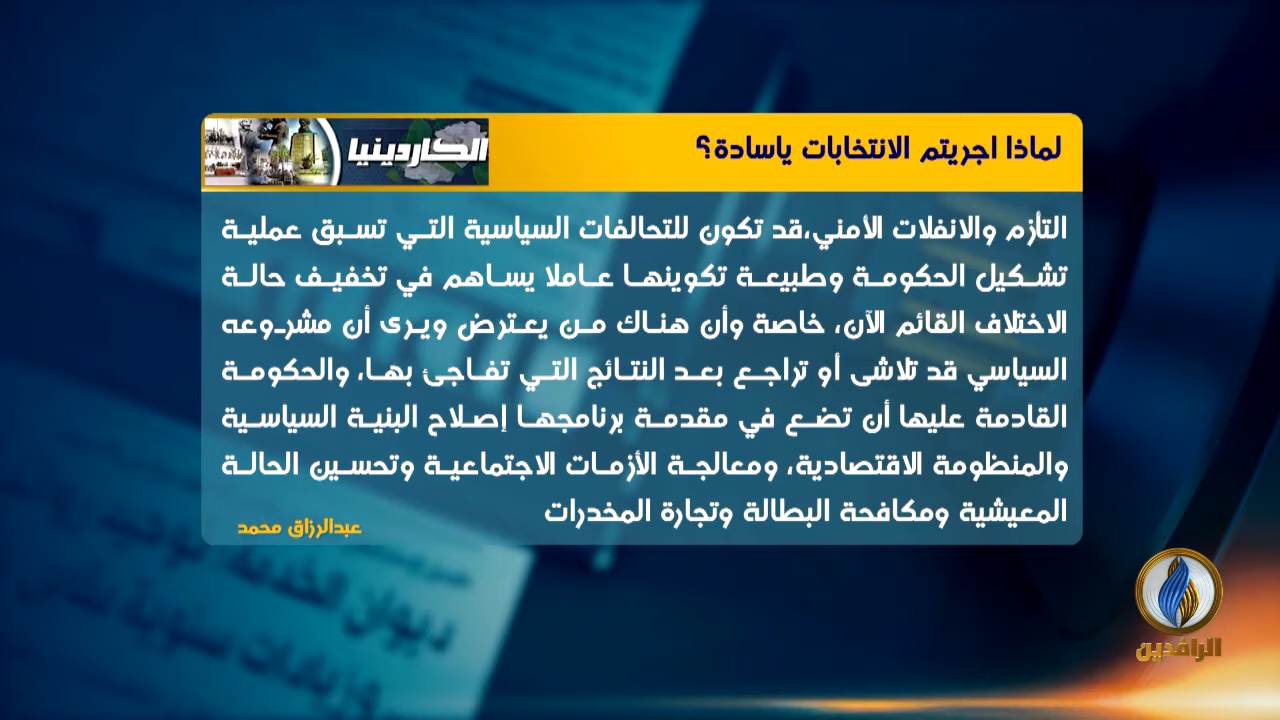 لماذا اجريتم الانتخابات ياسادة؟
الكاردينيا
التأزم والانفلات الأمني،قد تكون للتحالفات السياسية التي تسبق عملية
تشكيل الحكومة وطبيعة تكوينها عاملا يساهم في تخفيف حالة
الاختلاف القائم الآن، خاصة وأن هناك من يعترض ويرى أن مشروعه
السياسي قد تلاشى أو تراجع بعد النتائج التي تفاجئ بها، والحكومة
القادمة عليها أن تضع في مقدمة برنامجها إصلاح البنية السياسية
والمنظومة الاقتصادية، ومعالجة الأزمات الاجتماعية وتحسين الحالة
المعيشية ومكافحة البطالة وتجارة المخدرات
عبدالرزاق محمد
ديوان الخدمة
الرافدين